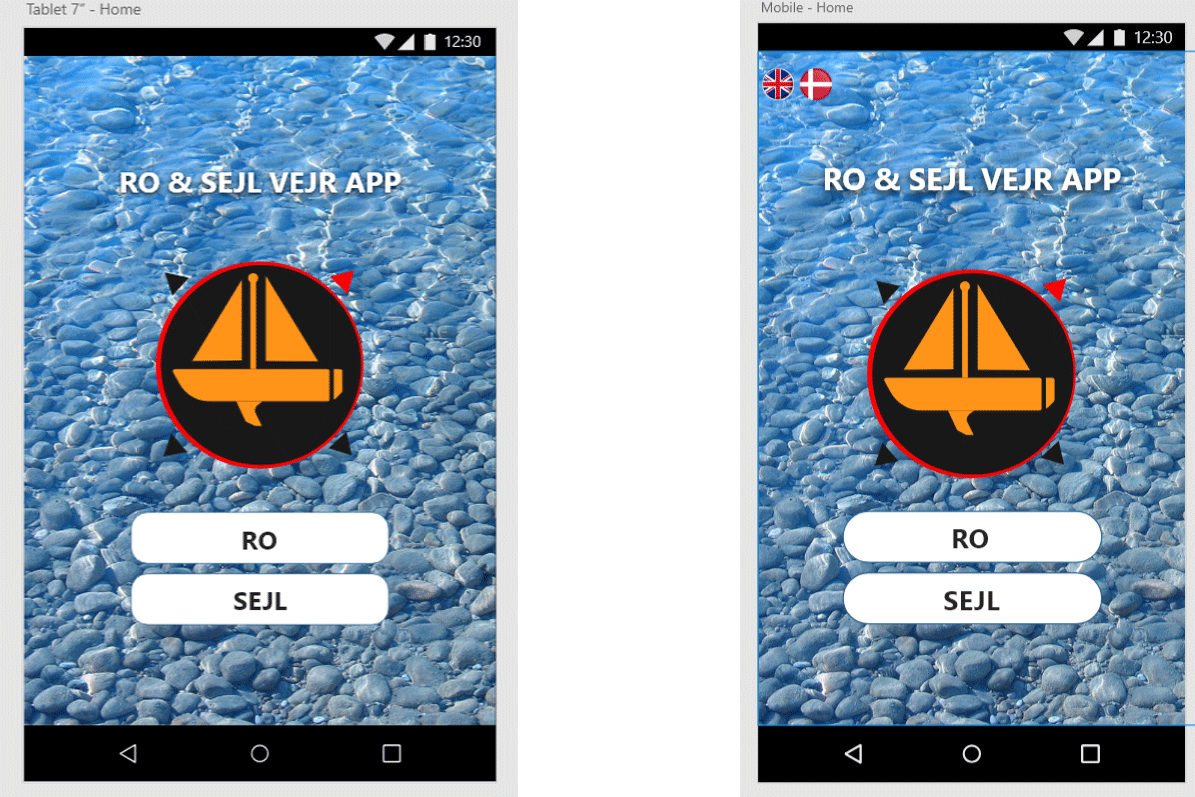 Tablet 7” - Home
12:30
RO & SEJL VEJR APP
RO
SEJL
Mobile - Home
12:30
RO & SEJL VEJR APP
RO
SEJL